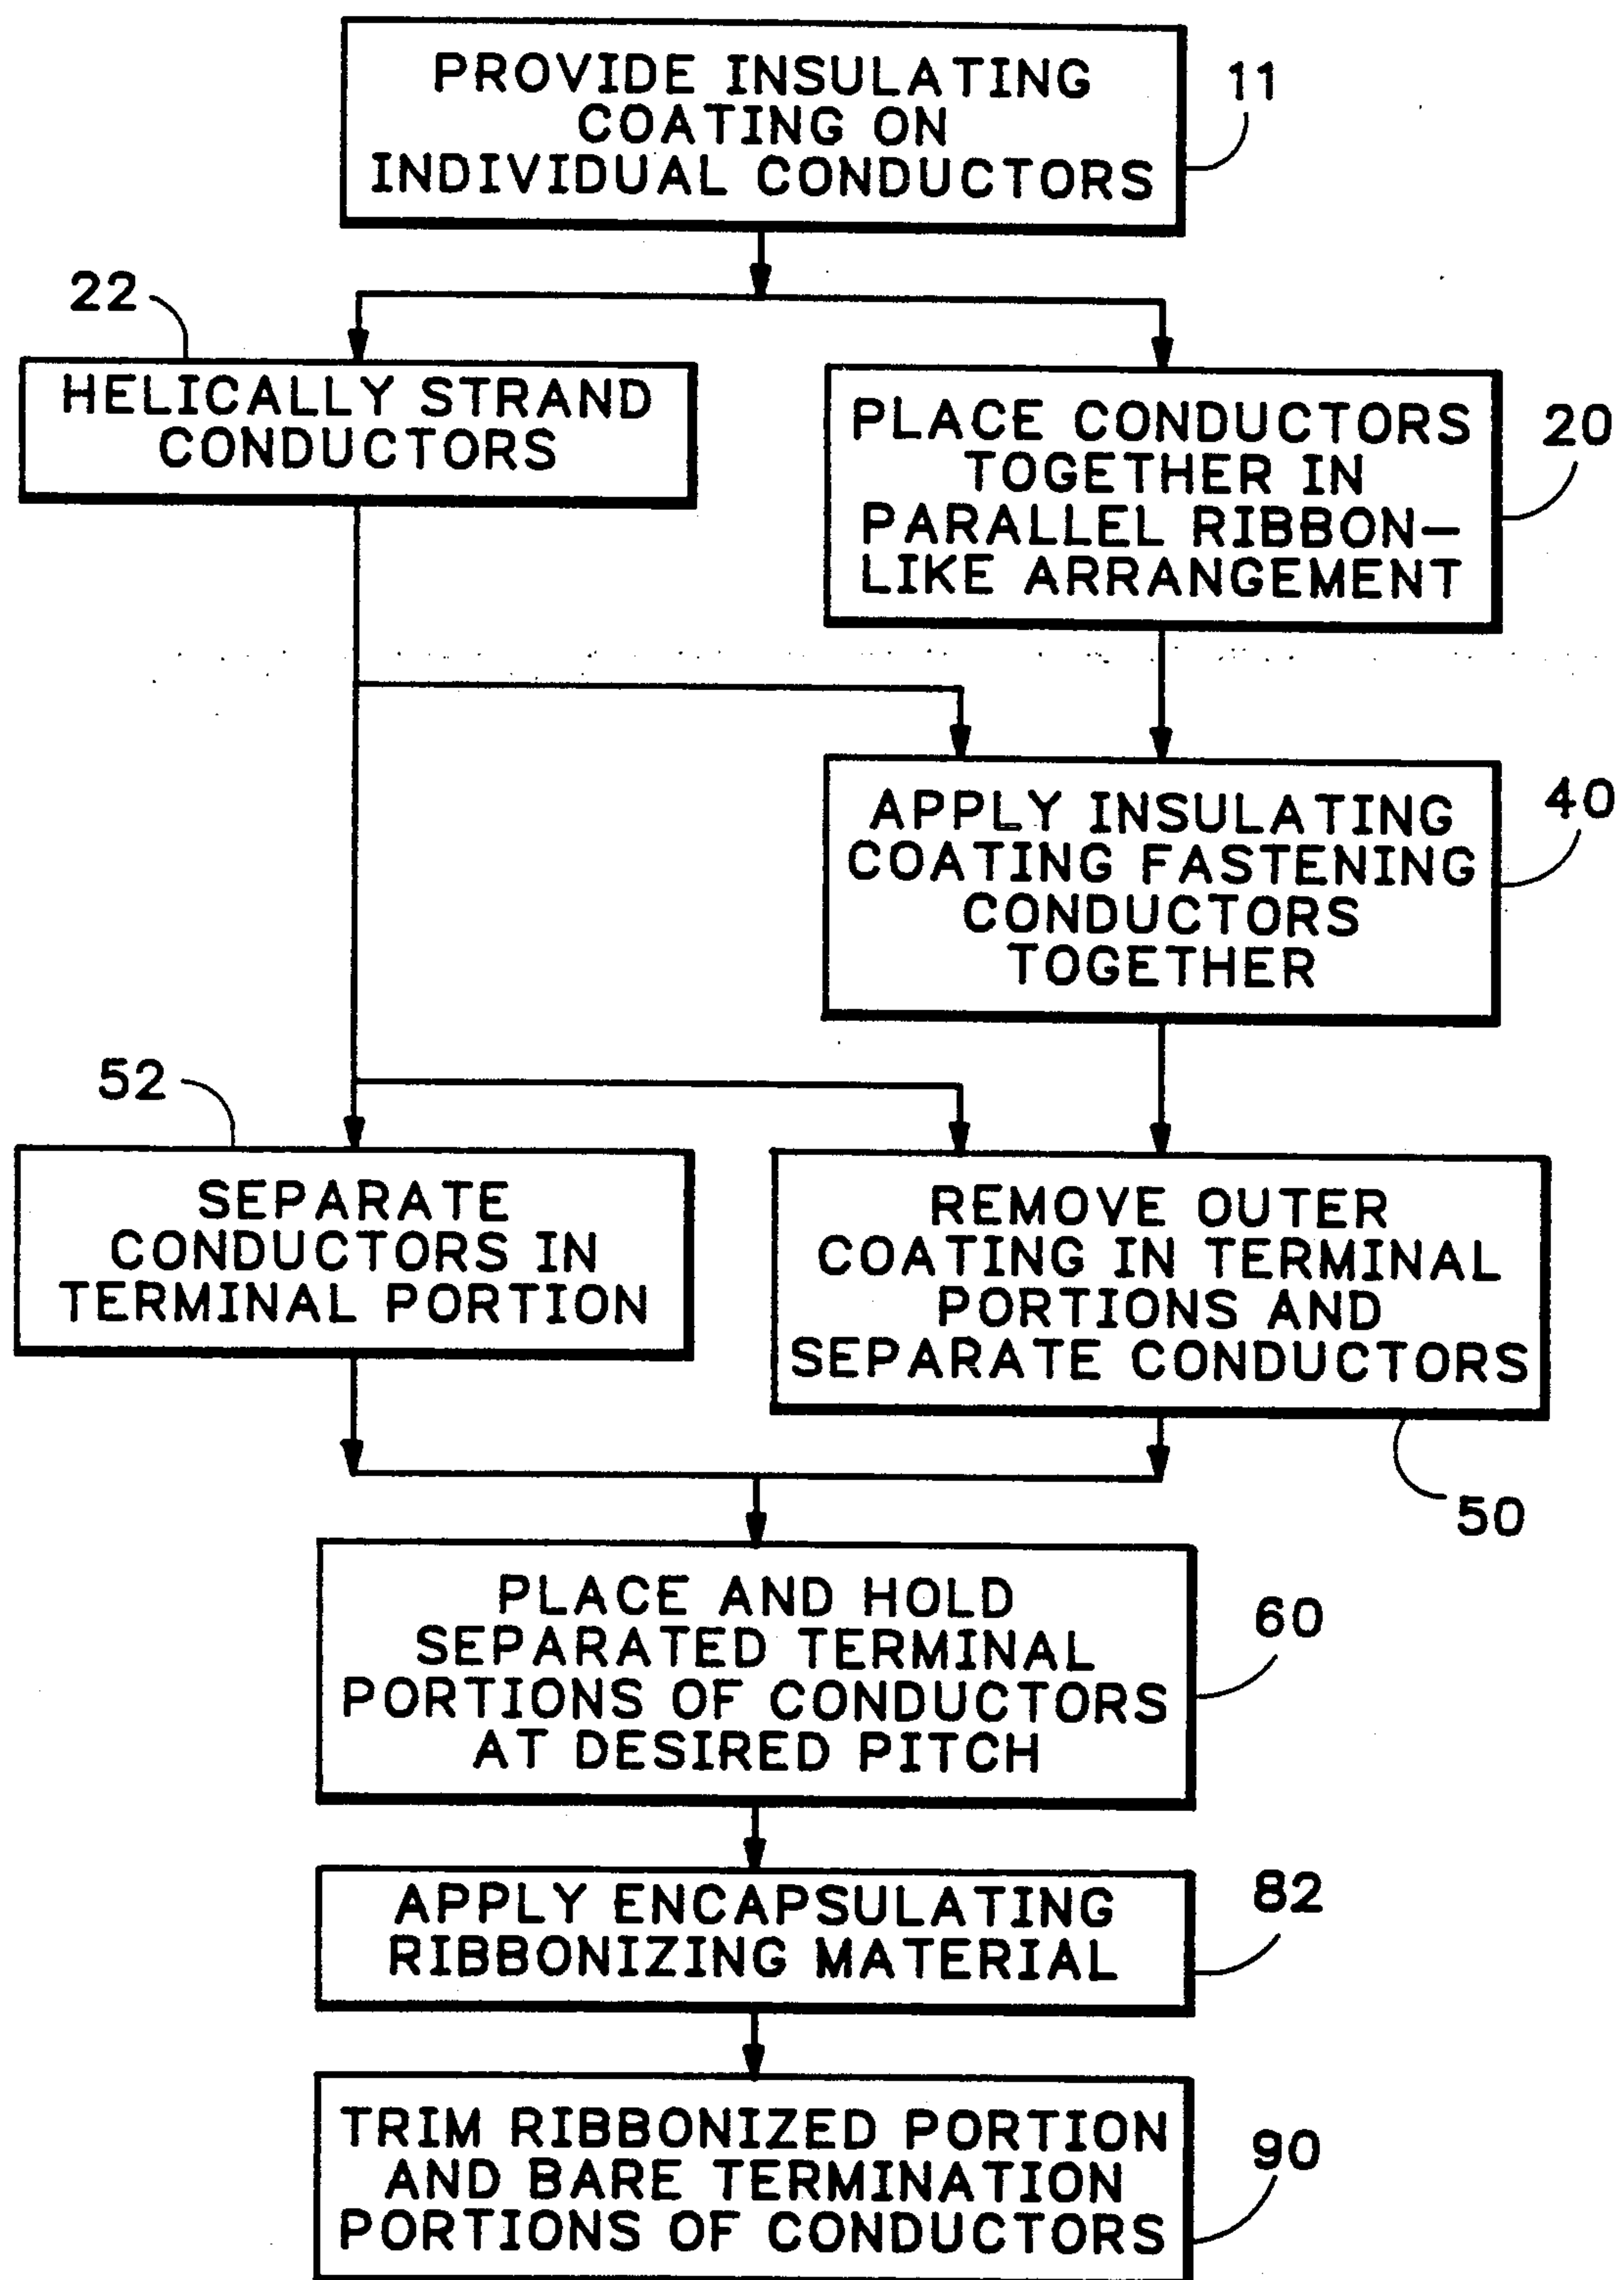 PROVIDE INSULATING
COATING ON
INDIVIDUAL CONDUCTORS
11
22
HELICALLY STRAND
CONDUCTORS
PLACE CONDUCTORS
TOGETHER IN
PARALLEL RIBBON-
LIKE ARRANGEMENT
20
APPLY INSULATING
COATING FASTENING
CONDUCTORS
TOGETHER
40
52
SEPARATE
CONDUCTORS IN
TERMINAL PORTION
REMOVE OUTER
COATING IN TERMINAL
PORTIONS AND
SEPARATE CONDUCTORS
50
PLACE AND HOLD
SEPARATED TERMINAL
PORTIONS OF CONDUCTORS
AT DESIRED PITCH
60
APPLY ENCAPSULATING
RIBBONIZING MATERIAL
82
TRIM RIBBONIZED PORTION
AND BARE TERMINATION
PORTIONS OF CONDUCTORS
90